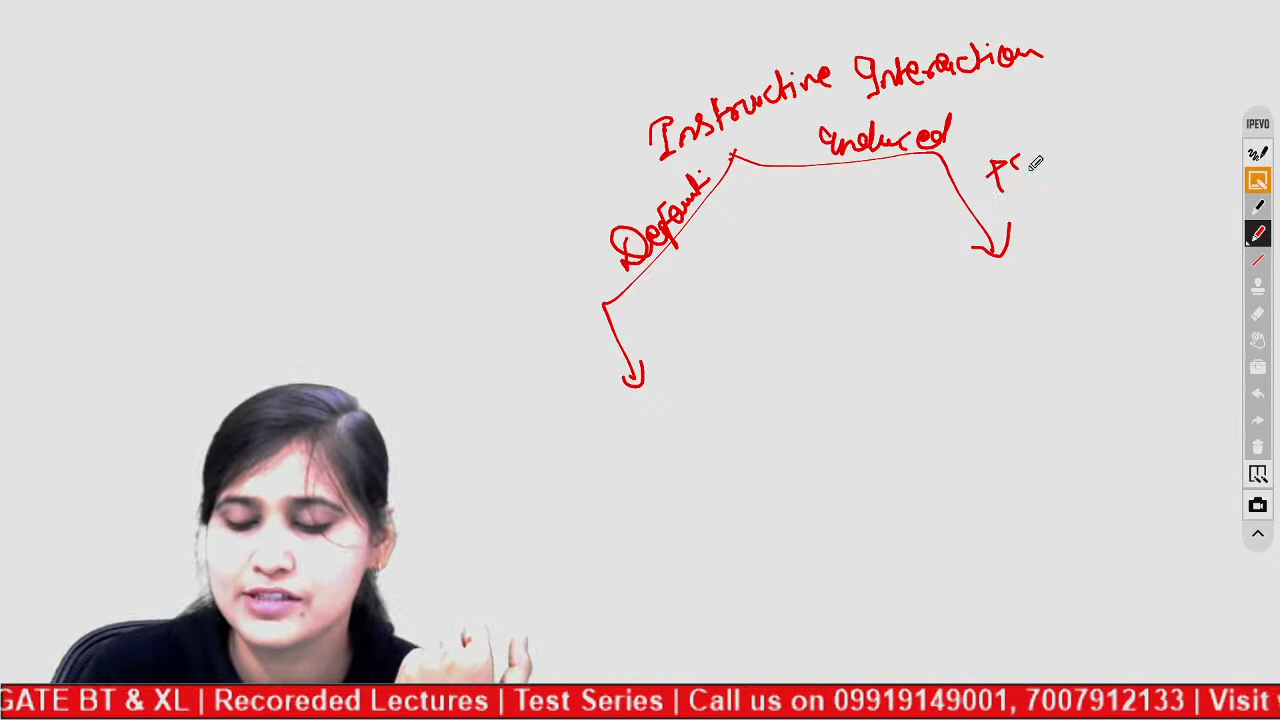 Instructive Interaction
Induced
Default
IPEVO
GATE BT & XL | Recoreded Lectures | Test Series | Call us on 09919149001, 7007912133 | Visit